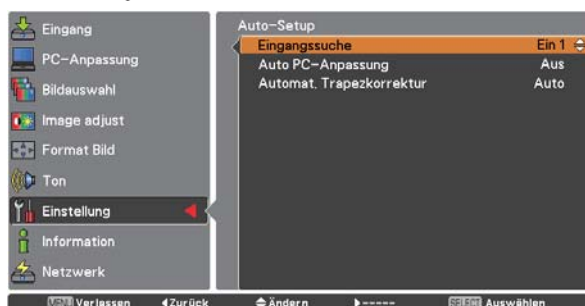 Auto-Setup
Eingang
PC-Anpassung
Bildauswahl
Image adjust
Format Bild
Ton
Einstellung
Information
Netzwerk
Eingangssuche Ein 1
Auto PC-Anpassung Aus
Automat. Trapezkorrektur Auto
MENU Verlassen Zurück Ändern ----- SELECT Auswählen